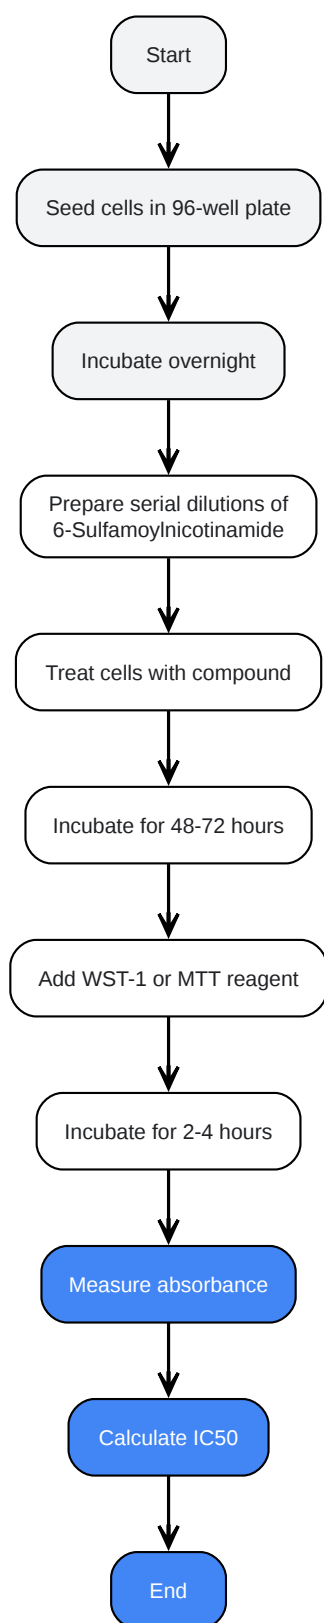 Start
Seed cells in 96-well plate
Incubate overnight
Prepare serial dilutions of
6-Sulfamoylnicotinamide
Treat cells with compound
Incubate for 48-72 hours
Add WST-1 or MTT reagent
Incubate for 2-4 hours
Measure absorbance
Calculate IC50
End